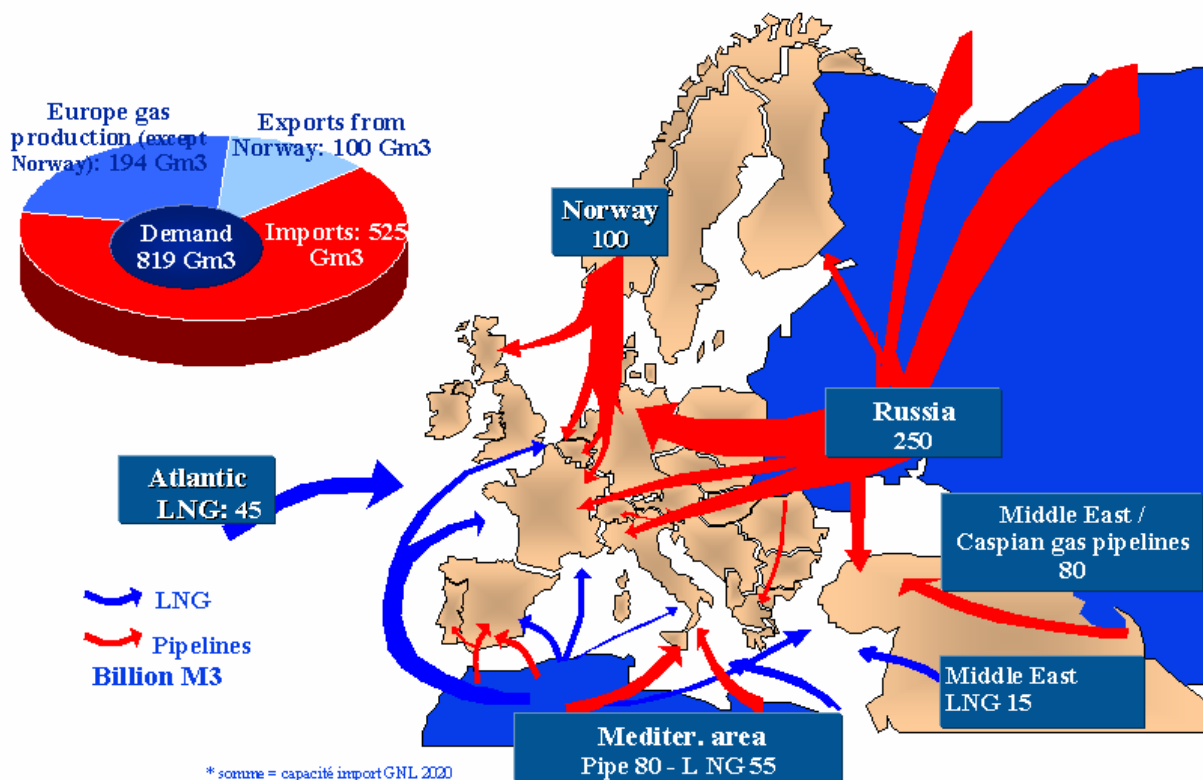 Europe gas
production (except
Norway): 194 Gm3
Exports from
Norway: 100 Gm3
Demand
819 Gm3
Imports: 525
Gm3
Norway
100
Russia
250
Atlantic
LNG: 45
Middle East /
Caspian gas pipelines
80
LNG
Pipelines
Billion M3
Middle East
LNG 15
Mediter. area
Pipe 80 - L NG 55
* somme = capacité import GNL 2020